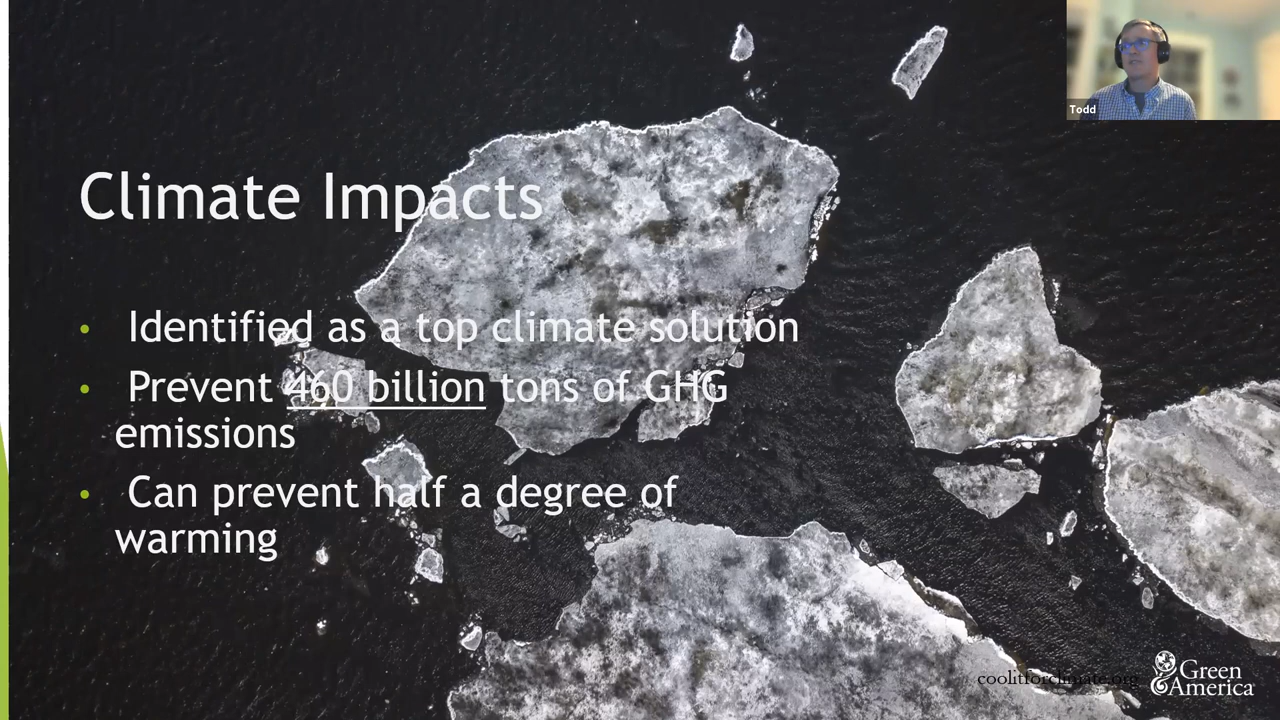 Todd
Climate Impacts
• Identified as a top climate solution
• Prevent 460 billion tons of GHG
emissions
• Can prevent half a degree of
warming
coolitforclimate.org
Green
America